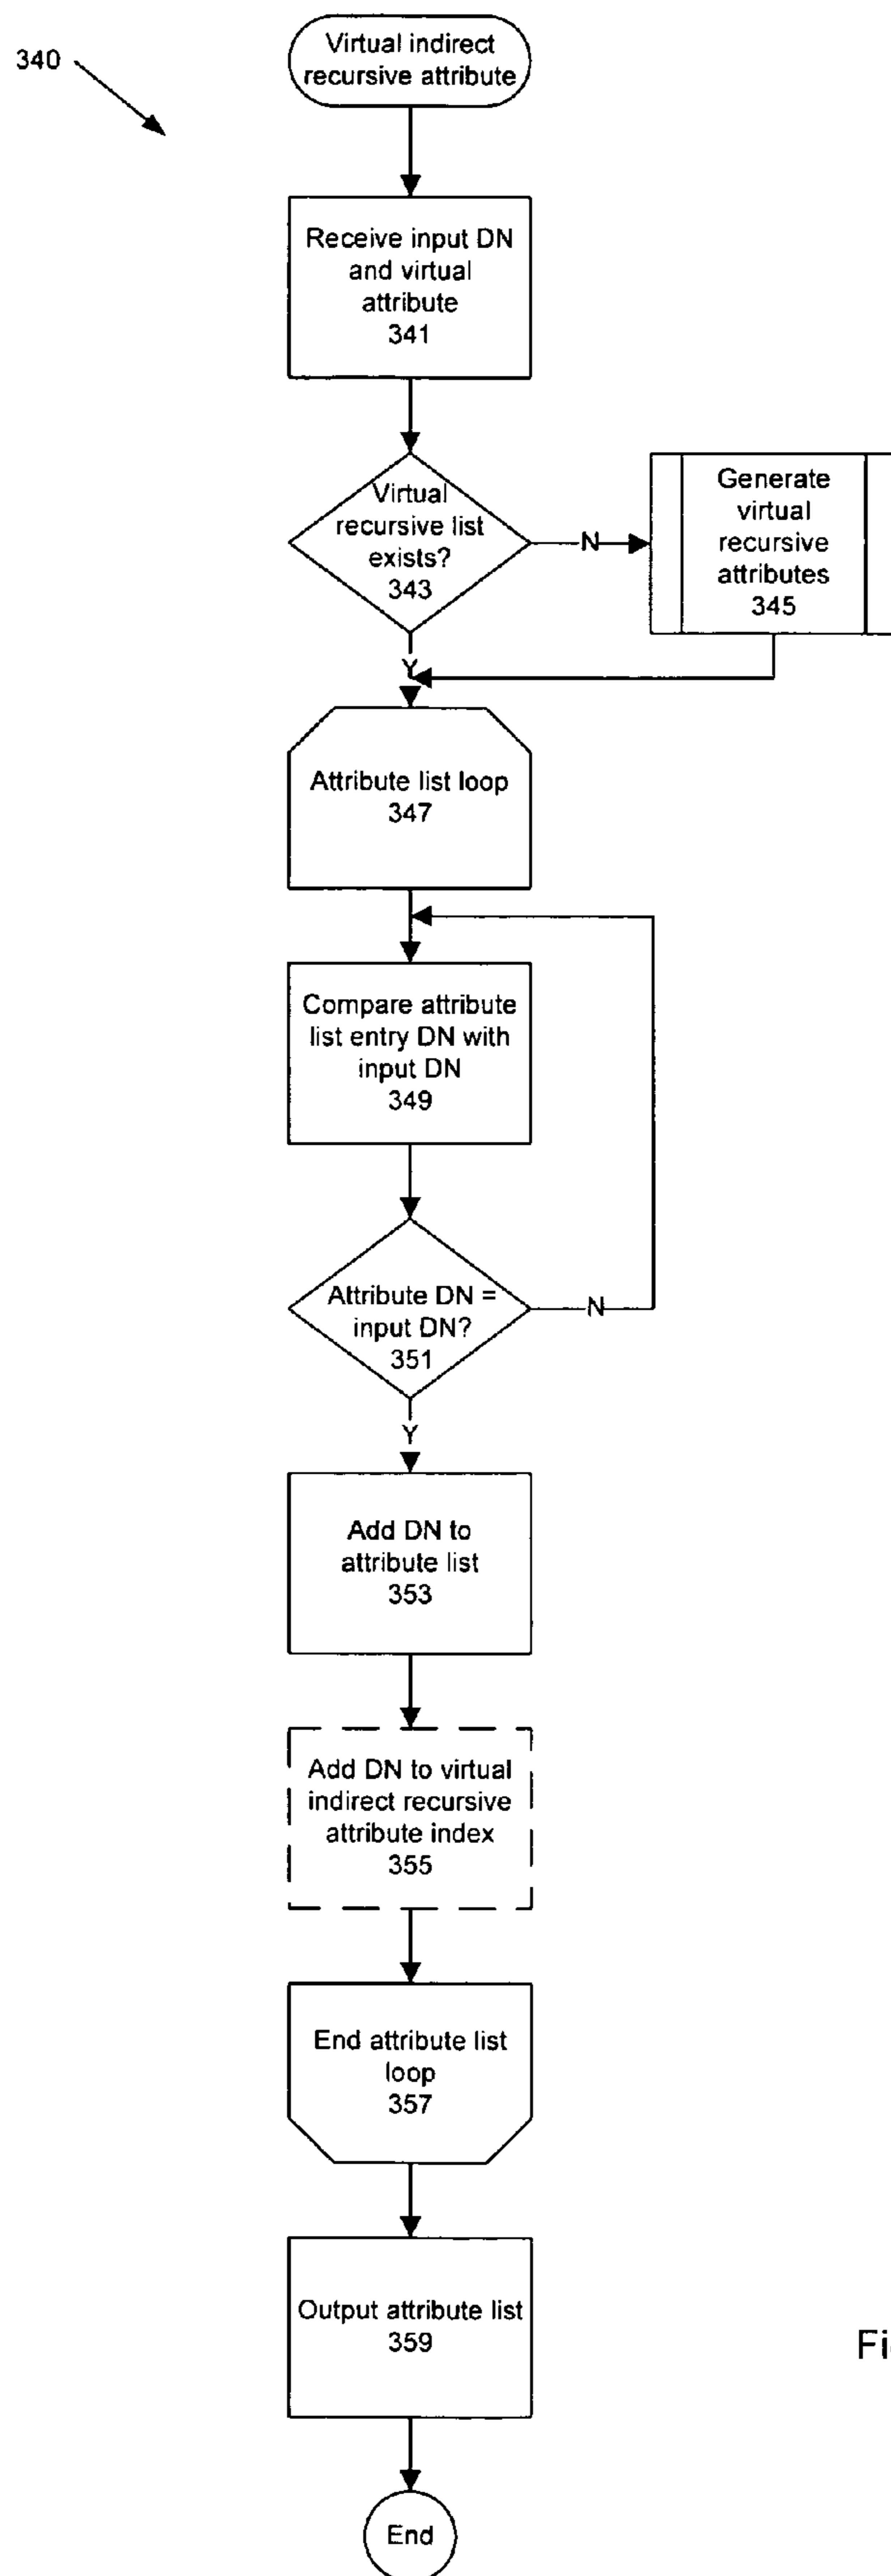 340
Virtual indirect
recursive attribute
Receive input DN
and virtual
attribute
341
Virtual
recursive list
exists?
343
N
Generate
virtual
recursive
attributes
345
Y
Attribute list loop
347
Compare attribute
list entry DN with
input DN
349
Attribute DN =
input DN?
351
N
Y
Add DN to
attribute list
353
Add DN to virtual
indirect recursive
attribute index
355
End attribute list
loop
357
Output attribute list
359
Fi
End